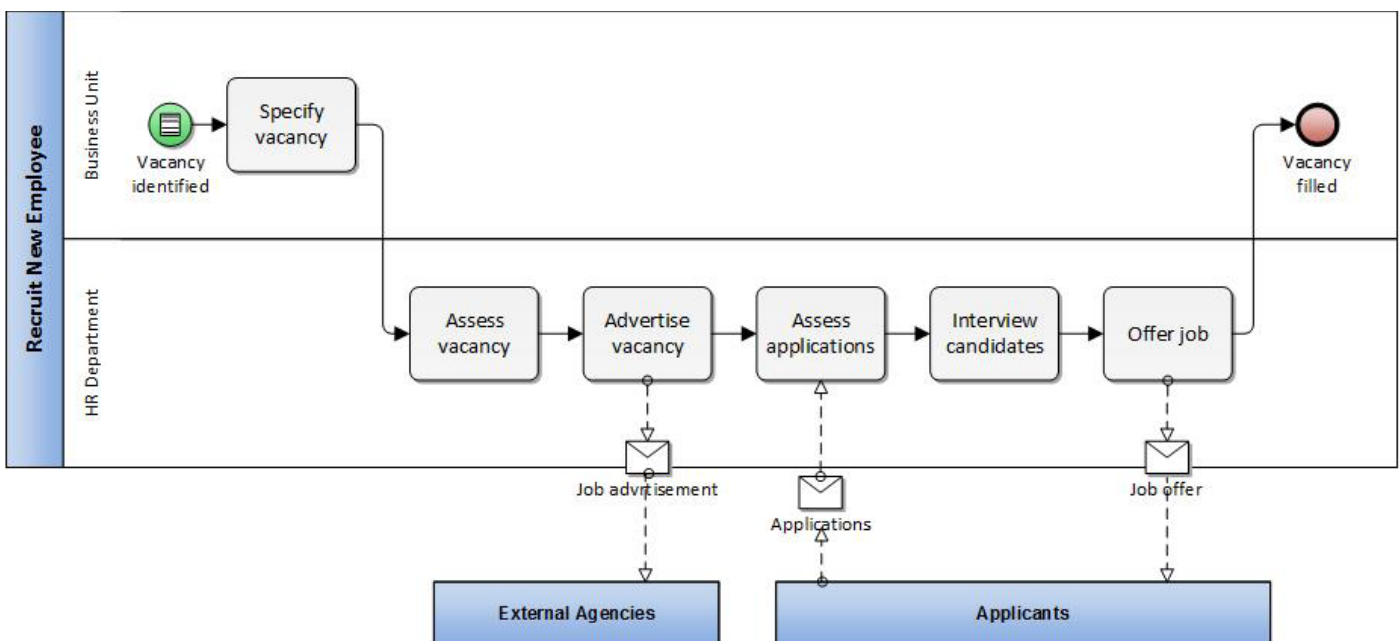 Recruit New Employee
Business Unit
Vacancy
identified
Specify
vacancy
Vacancy
filled
HR Department
Assess
vacancy
Advertise
vacancy
Assess
applications
Interview
candidates
Offer job
Job advrtisement
Applications
Job offer
External Agencies
Applicants